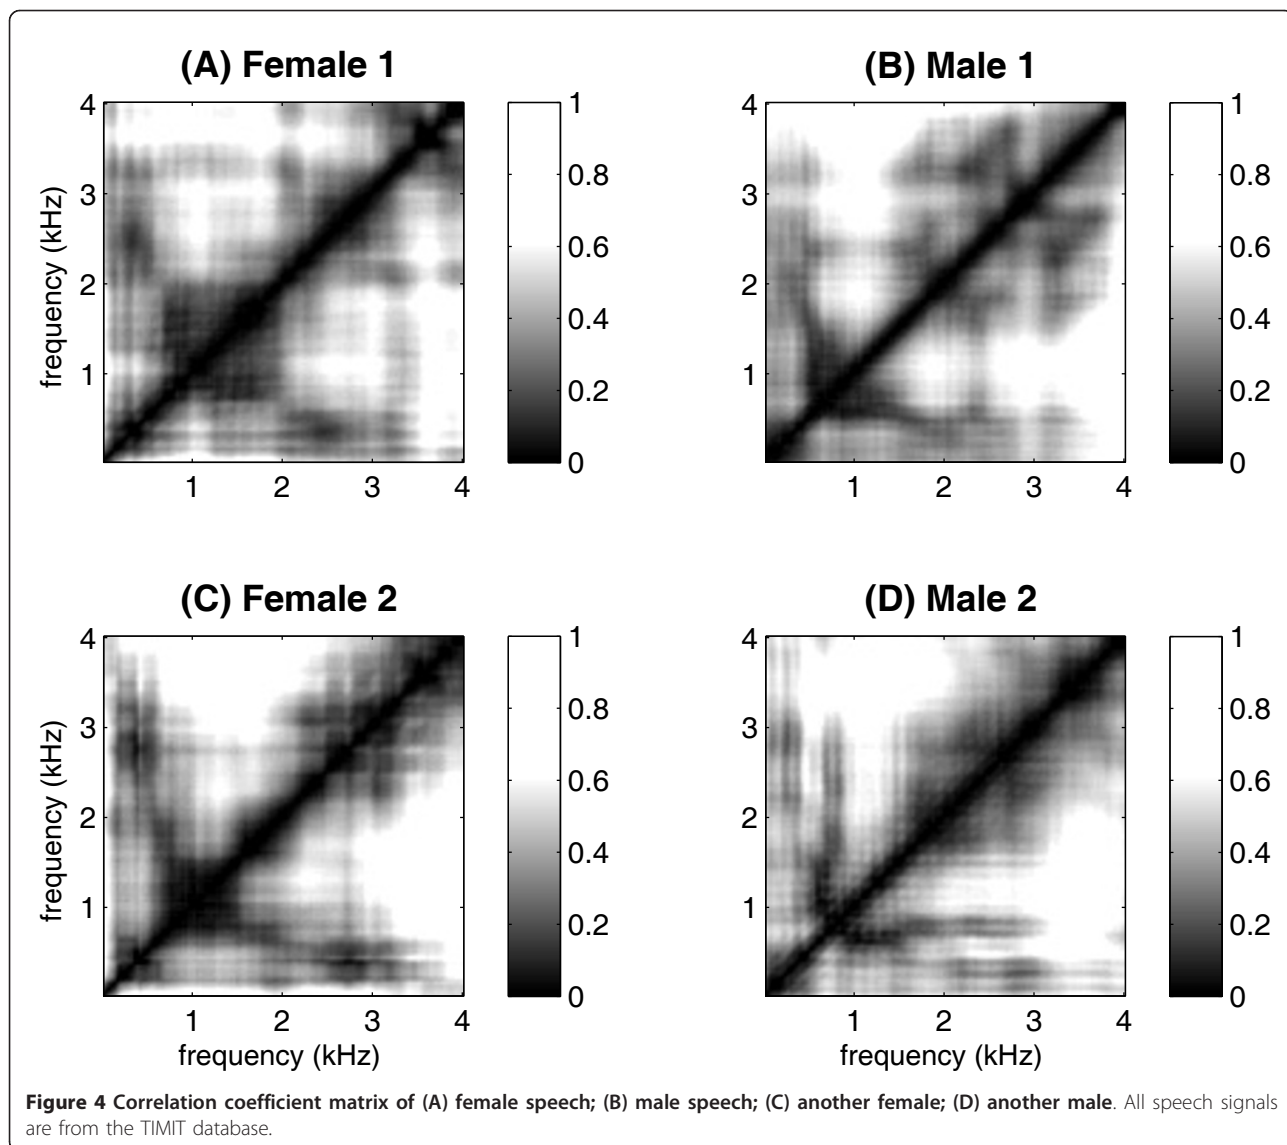 (A) Female 1
(B) Male 1
4
3
2
1
frequency (kHz)
1 2 3 4
1
0.8
0.6
0.4
0.2
0
4
3
2
1
1 2 3 4
1
0.8
0.6
0.4
0.2
0
(C) Female 2
(D) Male 2
4
3
2
1
frequency (kHz)
1 2 3 4
frequency (kHz)
1
0.8
0.6
0.4
0.2
0
4
3
2
1
1 2 3 4
frequency (kHz)
1
0.8
0.6
0.4
0.2
0
Figure 4 Correlation coefficient matrix of (A) female speech; (B) male speech; (C) another female; (D) another male. All speech signals
are from the TIMIT database.